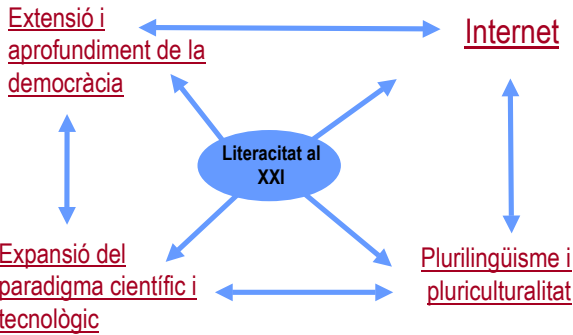 Extensió i
aprofundiment de la
democràcia
Internet
Literacitat al
XXI
Expansió del
paradigma científic i
tecnològic
Plurilingüisme i
pluriculturalitat